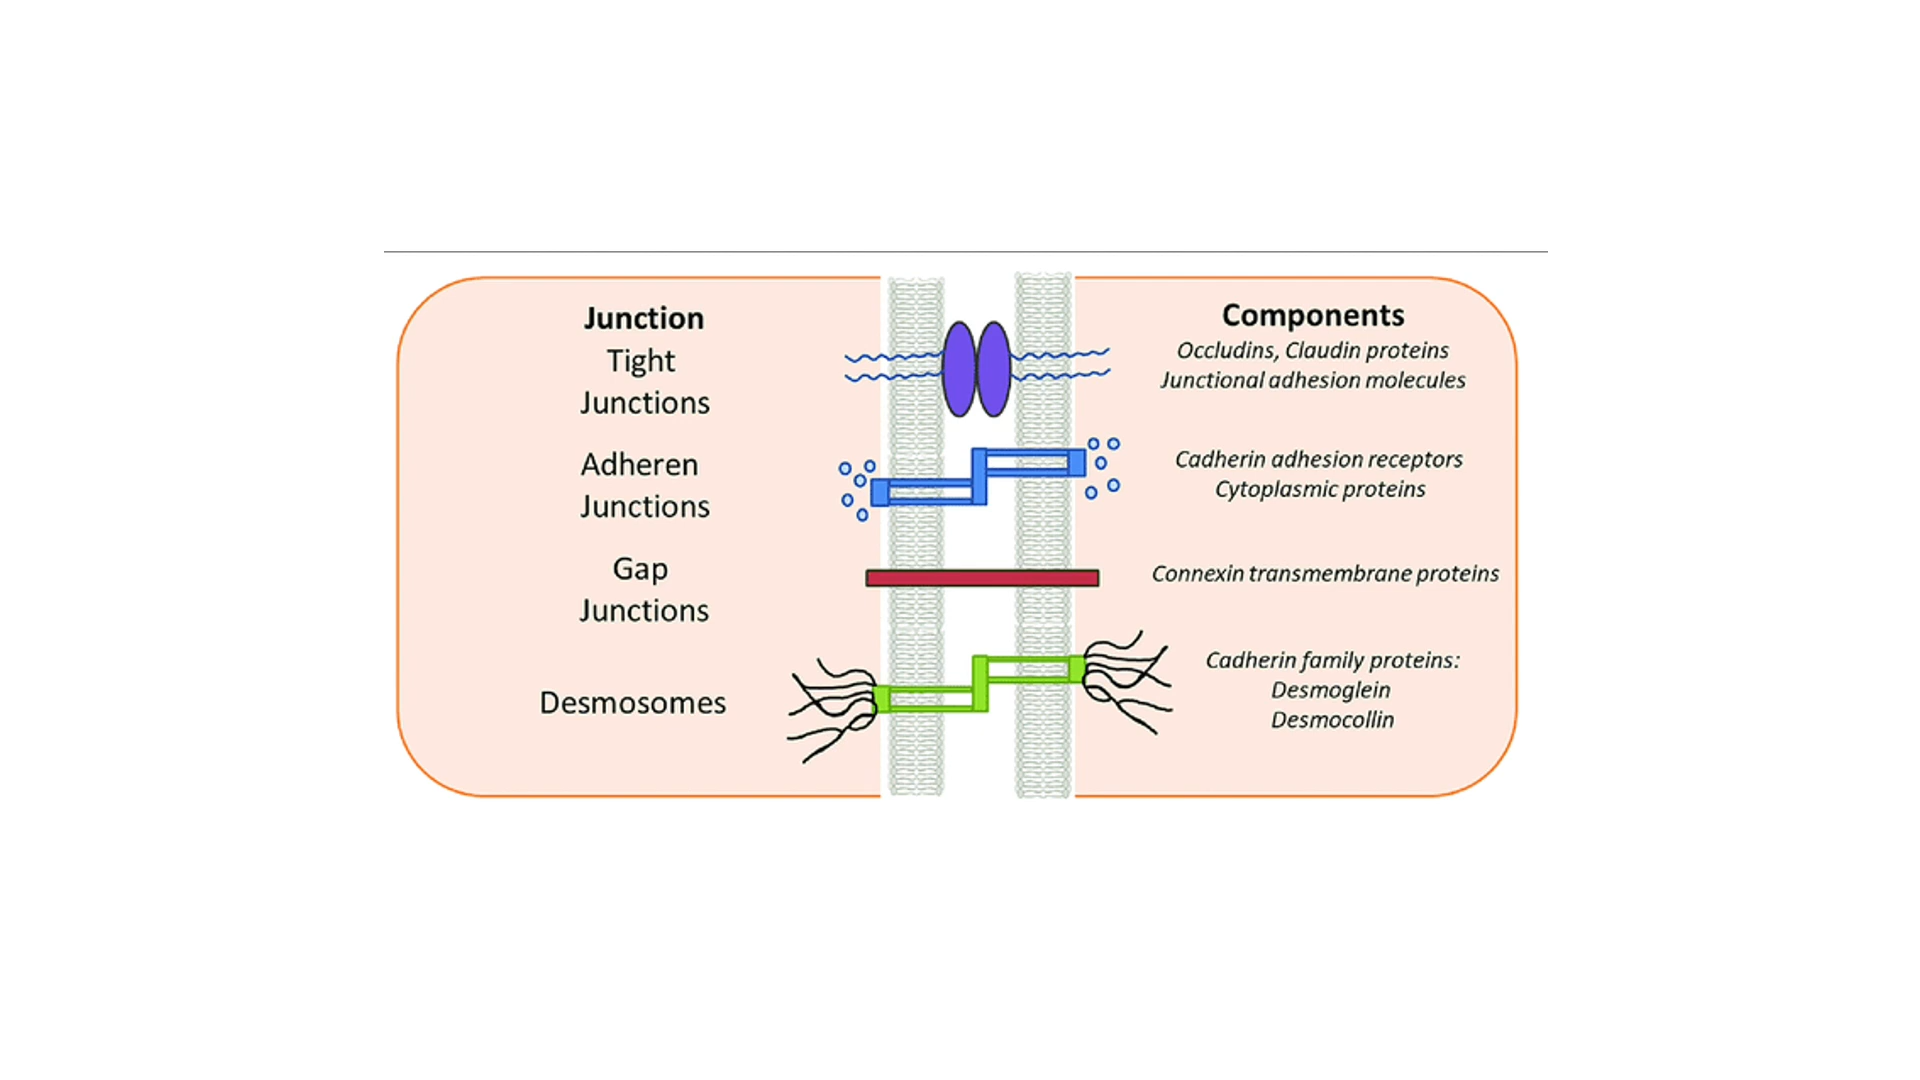 Junction
Tight
Junctions
Adheren
Junctions
Gap
Junctions
Desmosomes
Components
Occludins, Claudin proteins
Junctional adhesion molecules
Cadherin adhesion receptors
Cytoplasmic proteins
Connexin transmembrane proteins
Cadherin family proteins:
Desmoglein
Desmocollin